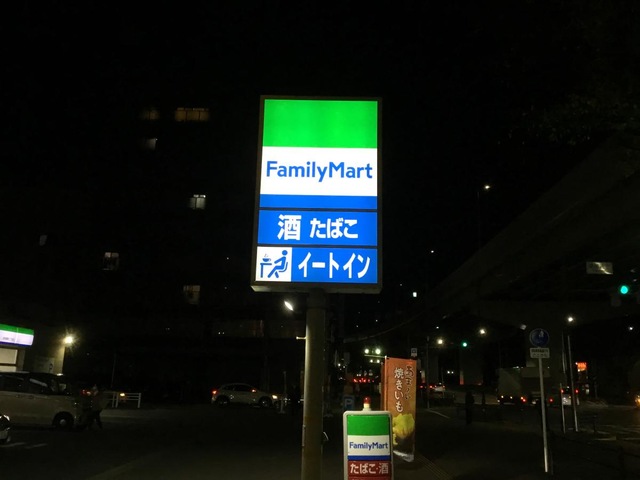 FamilyMart
酒 たばこ
イートイン
焼きいも
FamilyMart
たばこ・酒